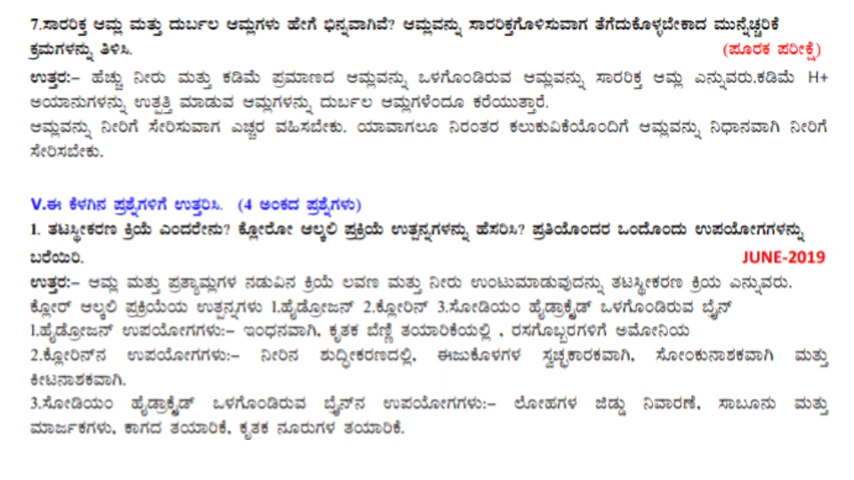 7.ಸಾರರಿಕ್ತ ಆಮ್ಲ ಮತ್ತು ದುರ್ಬಲ ಆಮ್ಲಗಳು ಹೇಗೆ ಭಿನ್ನವಾಗಿವೆ? ಆಮ್ಲವನ್ನು ಸಾರರಿಕ್ತಗೊಳಿಸುವಾಗ ತೆಗೆದುಕೊಳ್ಳಬೇಕಾದ ಮುನ್ನೆಚ್ಚರಿಕೆ
ಕ್ರಮಗಳನ್ನು ತಿಳಿಸಿ. (ಪೂರಕ ಪರೀಕ್ಷೆ)
ಉತ್ತರ:– ಹೆಚ್ಚು ನೀರು ಮತ್ತು ಕಡಿಮೆ ಪ್ರಮಾಣದ ಆಮ್ಲವನ್ನು ಒಳಗೊಂಡಿರುವ ಆಮ್ಲವನ್ನು ಸಾರರಿಕ್ತ ಆಮ್ಲ ಎನ್ನುವರು.ಕಡಿಮೆ H+
ಅಯಾನುಗಳನ್ನು ಉತ್ಪತ್ತಿ ಮಾಡುವ ಆಮ್ಲಗಳನ್ನು ದುರ್ಬಲ ಆಮ್ಲಗಳೆಂದೂ ಕರೆಯುತ್ತಾರೆ.
ಆಮ್ಲವನ್ನು ನೀರಿಗೆ ಸೇರಿಸುವಾಗ ಎಚ್ಚರ ವಹಿಸಬೇಕು. ಯಾವಾಗಲೂ ನಿರಂತರ ಕಲುಕುವಿಕೆಯೊಂದಿಗೆ ಆಮ್ಲವನ್ನು ನಿಧಾನವಾಗಿ ನೀರಿಗೆ
ಸೇರಿಸಬೇಕು.
V.ಈ ಕೆಳಗಿನ ಪ್ರಶ್ನೆಗಳಿಗೆ ಉತ್ತರಿಸಿ. (4 ಅಂಕದ ಪ್ರಶ್ನೆಗಳು)
1. ತಟಸ್ಥೀಕರಣ ಕ್ರಿಯೆ ಎಂದರೇನು? ಕ್ಲೋರೋ ಆಲ್ಕಲಿ ಪ್ರಕ್ರಿಯೆ ಉತ್ಪನ್ನಗಳನ್ನು ಹೆಸರಿಸಿ? ಪ್ರತಿಯೊಂದರ ಒಂದೊಂದು ಉಪಯೋಗಗಳನ್ನು
ಬರೆಯಿರಿ. JUNE-2019
ಉತ್ತರ:– ಆಮ್ಲ ಮತ್ತು ಪ್ರತ್ಯಾಮ್ಲಗಳ ನಡುವಿನ ಕ್ರಿಯೆ ಲವಣ ಮತ್ತು ನೀರು ಉಂಟುಮಾಡುವುದನ್ನು ತಟಸ್ಥೀಕರಣ ಕ್ರಿಯೆ ಎನ್ನುವರು.
ಕ್ಲೋರ್ ಆಲ್ಕಲಿ ಪ್ರಕ್ರಿಯೆಯ ಉತ್ಪನ್ನಗಳು 1.ಹೈಡ್ರೋಜನ್ 2.ಕ್ಲೋರಿನ್ 3.ಸೋಡಿಯಂ ಹೈಡ್ರಾಕ್ಸೈಡ್ ಒಳಗೊಂಡಿರುವ ಬ್ರೈನ್
1.ಹೈಡ್ರೋಜನ್ ಉಪಯೋಗಗಳು:– ಇಂಧನವಾಗಿ, ಕೃತಕ ಬೆಣ್ಣೆ ತಯಾರಿಕೆಯಲ್ಲಿ , ರಸಗೊಬ್ಬರಗಳಿಗೆ ಅಮೋನಿಯ
2.ಕ್ಲೋರಿನ್‌ನ ಉಪಯೋಗಗಳು:– ನೀರಿನ ಶುದ್ಧೀಕರಣದಲ್ಲಿ, ಈಜುಕೊಳಗಳ ಸ್ವಚ್ಛಕಾರಕವಾಗಿ, ಸೋಂಕುನಾಶಕವಾಗಿ ಮತ್ತು
ಕೀಟನಾಶಕವಾಗಿ.
3.ಸೋಡಿಯಂ ಹೈಡ್ರಾಕ್ಸೈಡ್ ಒಳಗೊಂಡಿರುವ ಬ್ರೈನ್‌ನ ಉಪಯೋಗಗಳು:– ಲೋಹಗಳ ಜಿಡ್ಡು ನಿವಾರಣೆ, ಸಾಬೂನು ಮತ್ತು
ಮಾರ್ಜಕಗಳು, ಕಾಗದ ತಯಾರಿಕೆ, ಕೃತಕ ನೂರುಗಳ ತಯಾರಿಕೆ.